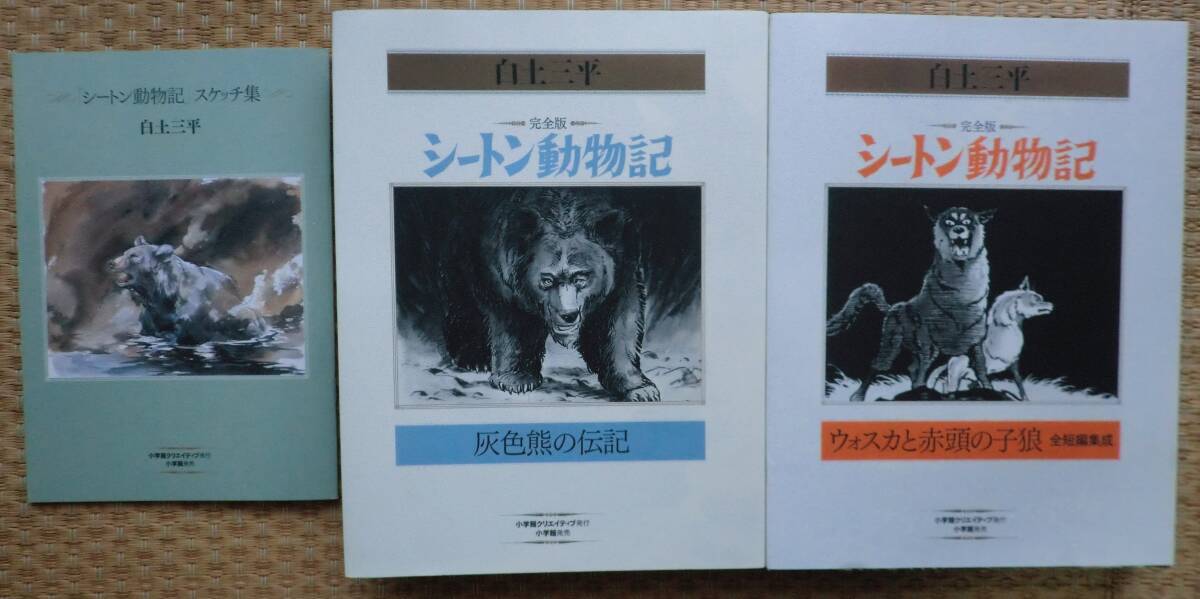 「シートン動物記」スケッチ集
白土三平
小学館クリエイティブ発行
小学館発売
白土三平
完全版
シートン動物記
灰色熊の伝記
小学館クリエイティブ発行
小学館発売
白土三平
完全版
シートン動物記
ウォスカと赤頭の子狼 全短編集成
小学館クリエイティブ発行
小学館発売